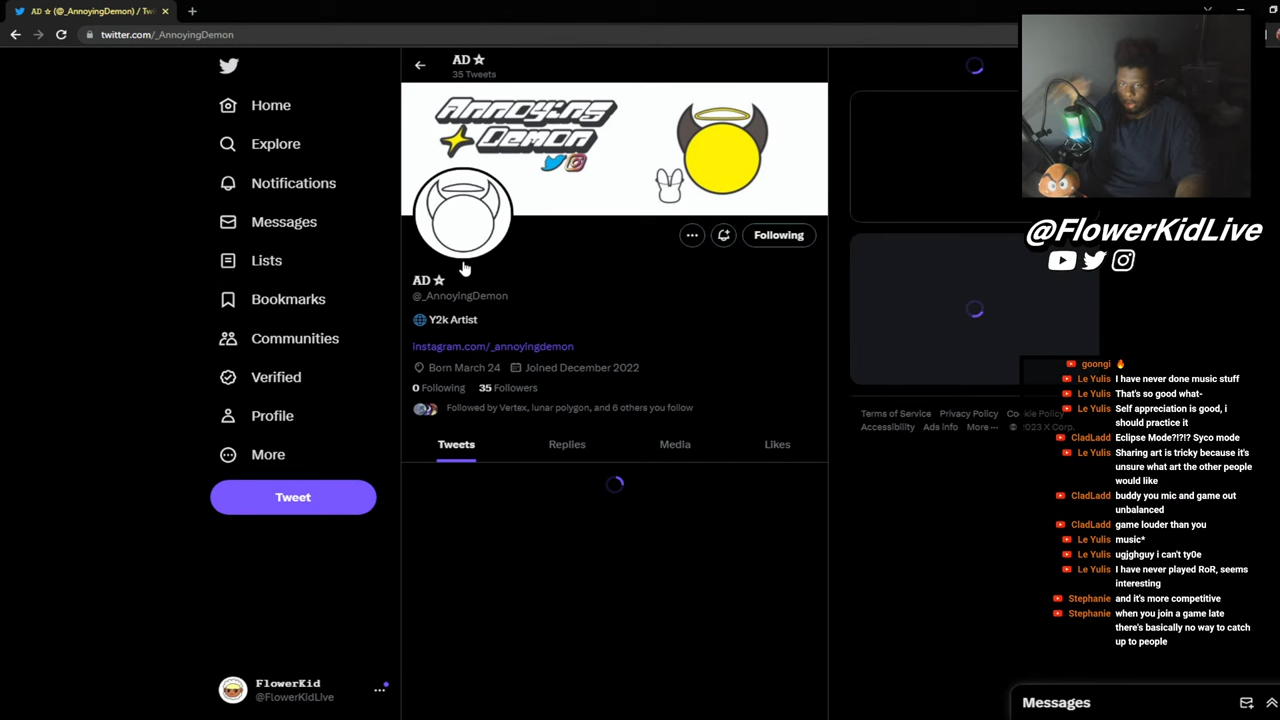 AD ☆ (@_AnnoyingDemon) / Twi
twitter.com/_AnnoyingDemon
AD ☆
35 Tweets
Home
Explore
Notifications
Messages
Lists
Bookmarks
Communities
Verified
Profile
More
Tweet
FlowerKid
@FlowerKidLive
Annoying
Demon
Following
AD ☆
@_AnnoyingDemon
Y2k Artist
instagram.com/_annoyingdemon
Born March 24 Joined December 2022
0 Following 35 Followers
Followed by Vertex, lunar polygon, and 6 others you follow
Tweets Replies Media Likes
@FlowerKidLive
Terms of Service Privacy Policy
Accessibility Ads info More ··· © 2023 X Corp.
goongi 🔥
Le Yulis I have never done music stuff
Le Yulis That's so good what-
Le Yulis Self appreciation is good, i
should practice it
CladLadd Eclipse Mode?!?!? Syco mode
Le Yulis Sharing art is tricky because it's
unsure what art the other people
would like
CladLadd buddy you mic and game out
unbalanced
CladLadd game louder than you
Le Yulis music*
Le Yulis ugjghguy i can't ty0e
Le Yulis I have never played RoR, seems
interesting
Stephanie and it's more competitive
Stephanie when you join a game late
there's basically no way to catch
up to people
Messages